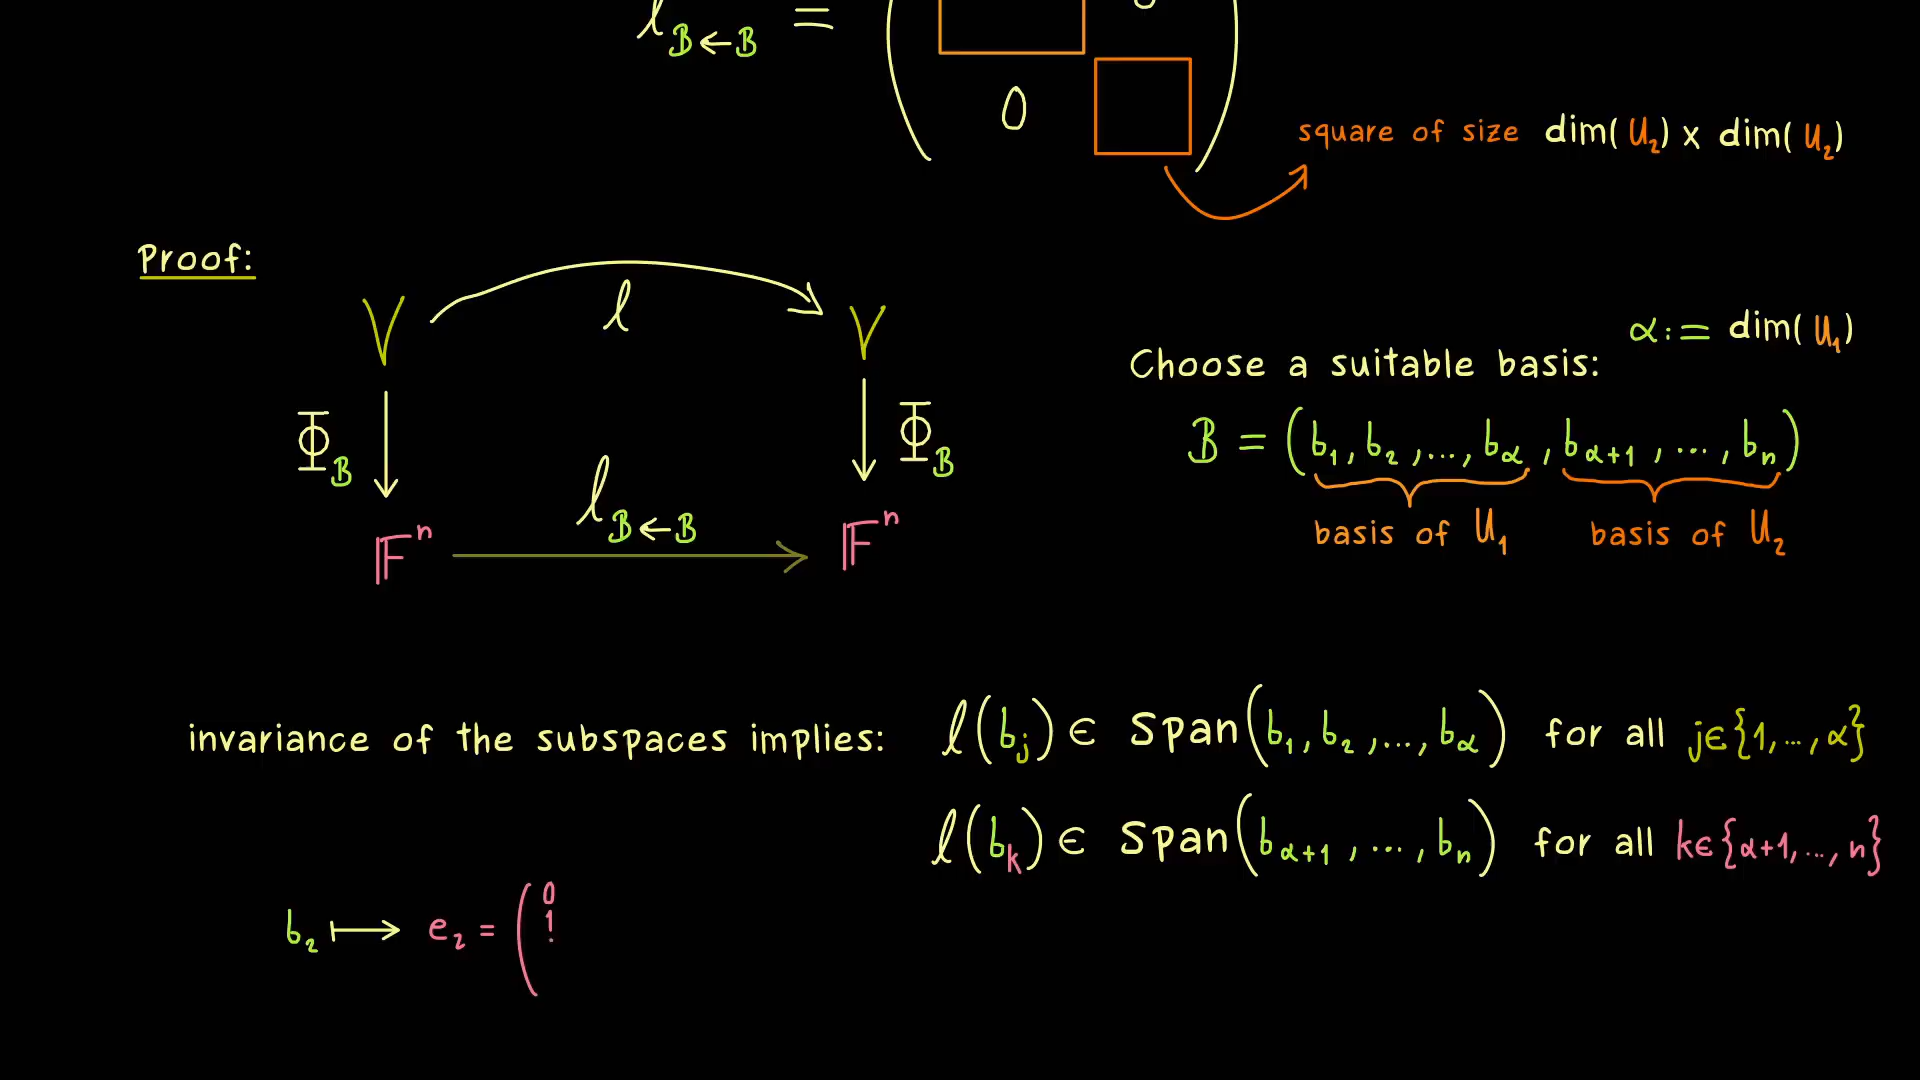 ℓ_{B←B} =
0
square of size dim(U₂) x dim(U₂)
Proof:
V ℓ V
α := dim(U₁)
Choose a suitable basis:
Φ_B Φ_B
B = (b₁, b₂, ..., b_α, b_{α+1}, ..., b_n)
ℓ_{B←B}
basis of U₁ basis of U₂
𝔽ⁿ 𝔽ⁿ
invariance of the subspaces implies: ℓ(b_j) ∈ Span(b₁, b₂, ..., b_α) for all j∈{1, ..., α}
ℓ(b_k) ∈ Span(b_{α+1}, ..., b_n) for all k∈{α+1, ..., n}
0
b₂ ↦ e₂ = ( 1